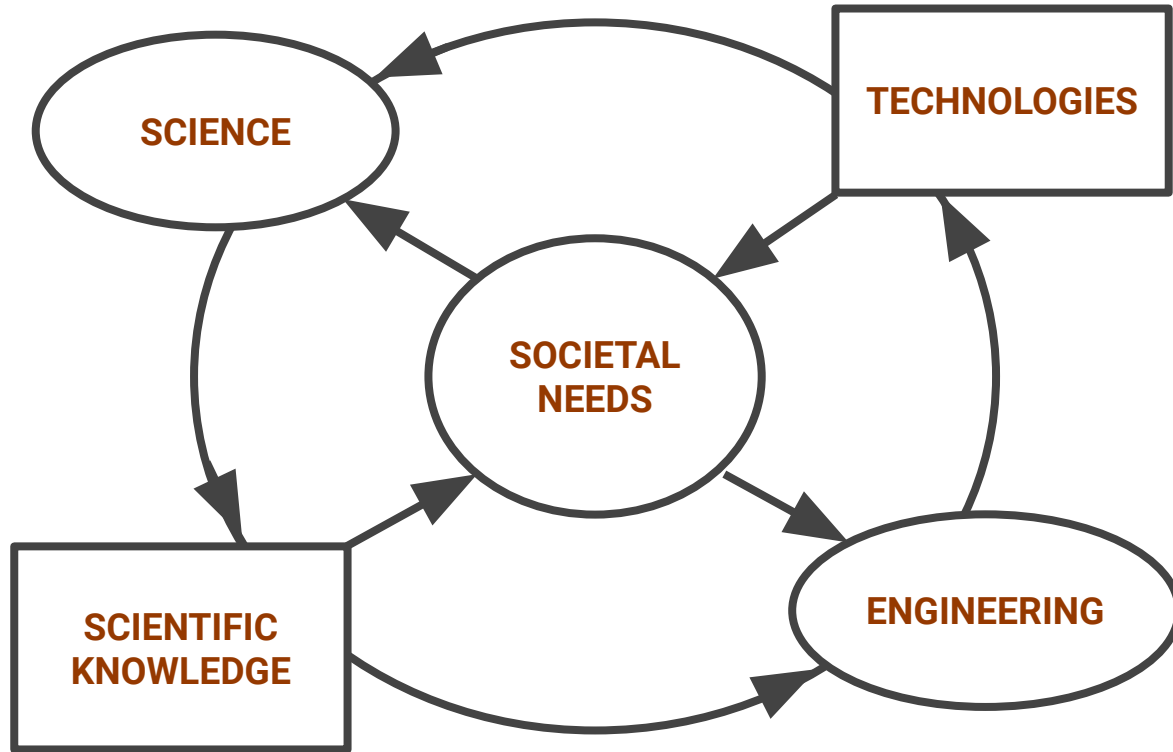 SCIENCE
TECHNOLOGIES
SOCIETAL
NEEDS
SCIENTIFIC
KNOWLEDGE
ENGINEERING